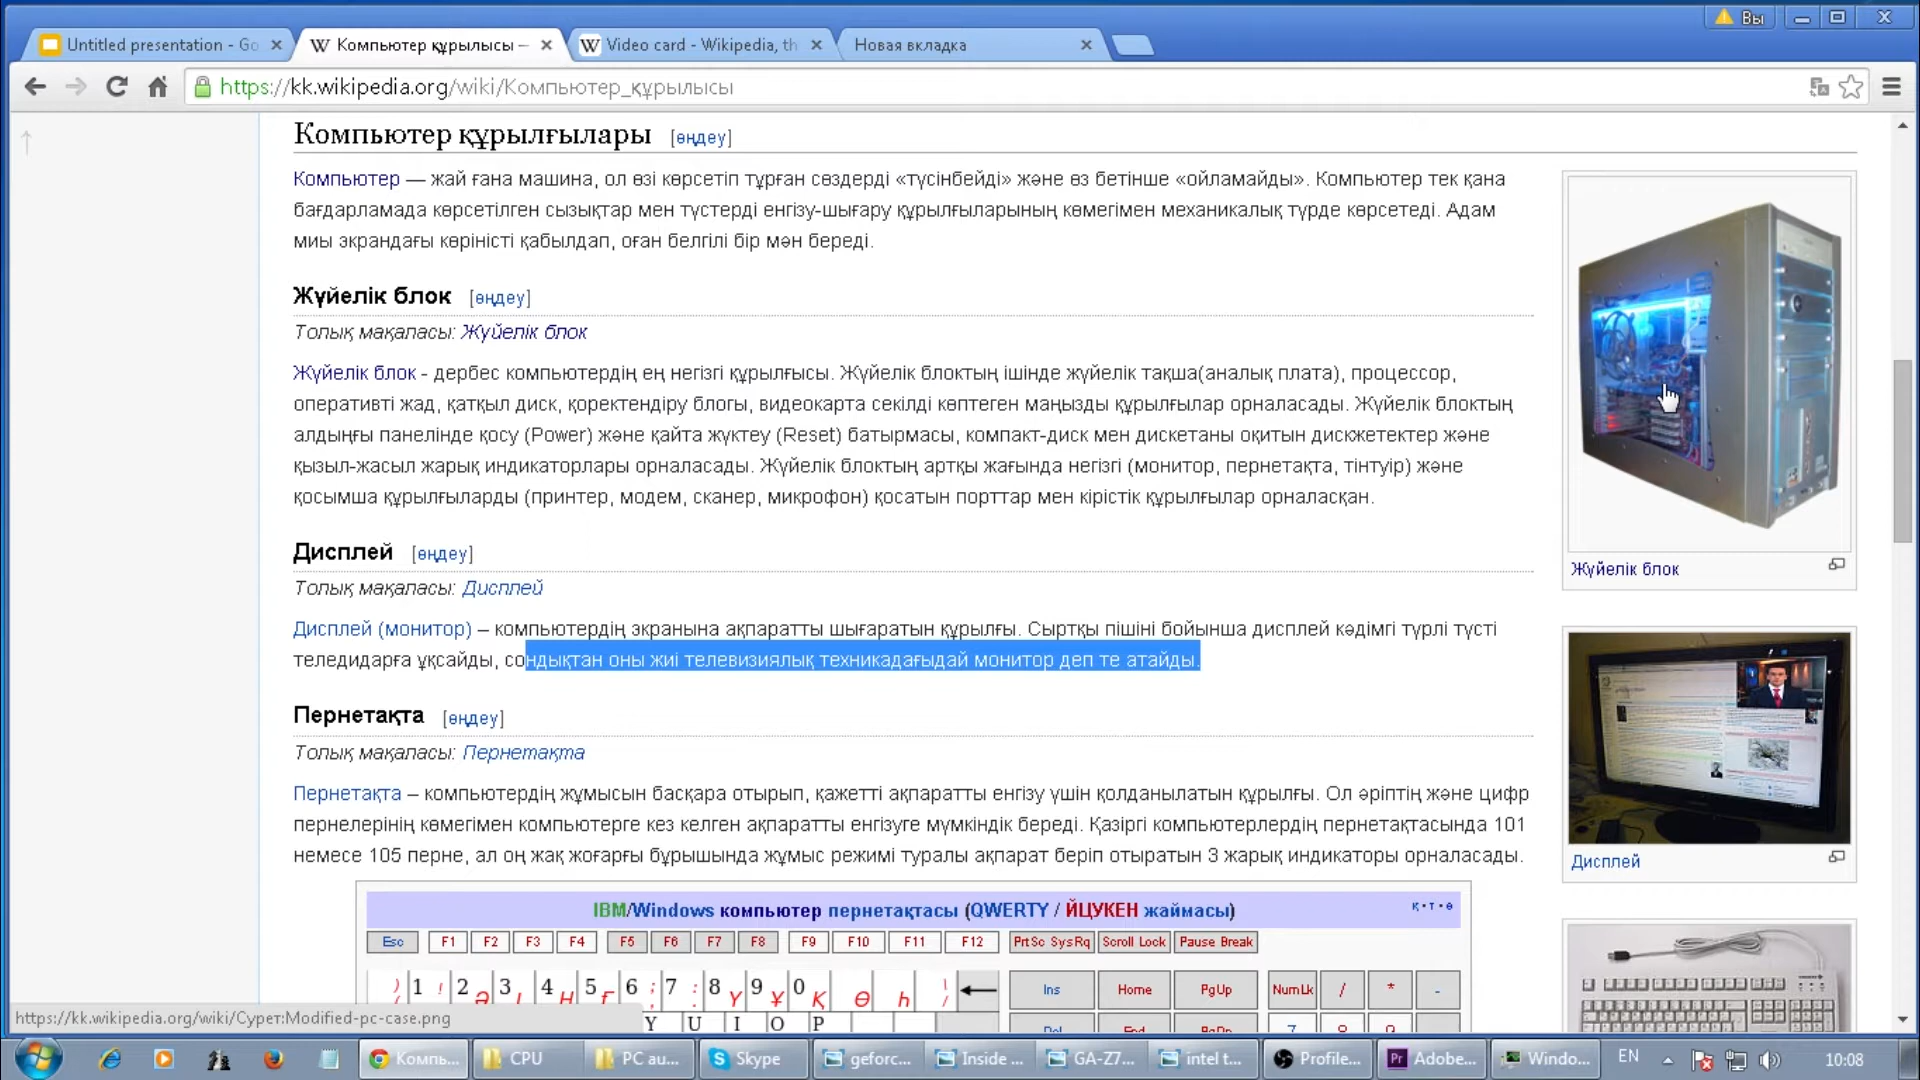 Вы
Untitled presentation - Go
Компьютер құрылысы –
Video card - Wikipedia, th
Новая вкладка
https://kk.wikipedia.org/wiki/Компьютер_құрылысы
Компьютер құрылғылары [өңдеу]
Компьютер — жай ғана машина, ол өзі көрсетіп тұрған сөздерді «түсінбейді» және өз бетінше «ойламайды». Компьютер тек қана
бағдарламада көрсетілген сызықтар мен түстерді енгізу-шығару құрылғыларының көмегімен механикалық түрде көрсетеді. Адам
миы экрандағы көріністі қабылдап, оған белгілі бір мән береді.
Жүйелік блок [өңдеу]
Толық мақаласы: Жүйелік блок
Жүйелік блок - дербес компьютердің ең негізгі құрылғысы. Жүйелік блоктың ішінде жүйелік тақша(аналық плата), процессор,
оперативті жад, қатқыл диск, қоректендіру блогы, видеокарта секілді көптеген маңызды құрылғылар орналасады. Жүйелік блоктың
алдыңғы панелінде қосу (Power) және қайта жүктеу (Reset) батырмасы, компакт-диск мен дискетаны оқитын дискжетектер және
қызыл-жасыл жарық индикаторлары орналасады. Жүйелік блоктың артқы жағында негізгі (монитор, пернетақта, тінтуір) және
қосымша құрылғыларды (принтер, модем, сканер, микрофон) қосатын порттар мен кірістік құрылғылар орналасқан.
Жүйелік блок
Дисплей [өңдеу]
Толық мақаласы: Дисплей
Дисплей (монитор) – компьютердің экранына ақпаратты шығаратын құрылғы. Сыртқы пішіні бойынша дисплей кәдімгі түрлі түсті
теледидарға ұқсайды, сондықтан оны жиі телевизиялық техникадағыдай монитор деп те атайды.
Дисплей
Пернетақта [өңдеу]
Толық мақаласы: Пернетақта
Пернетақта – компьютердің жұмысын басқара отырып, қажетті ақпаратты енгізу үшін қолданылатын құрылғы. Ол әріптің және цифр
пернелерінің көмегімен компьютерге кез келген ақпаратты енгізуге мүмкіндік береді. Қазіргі компьютерлердің пернетақтасында 101
немесе 105 перне, ал оң жақ жоғарғы бұрышында жұмыс режимі туралы ақпарат беріп отыратын 3 жарық индикаторы орналасады.
IBM/Windows компьютер пернетақтасы (QWERTY / ЙЦУКЕН жаймасы) қ • т • ө
Esc F1 F2 F3 F4 F5 F6 F7 F8 F9 F10 F11 F12 PrtSc SysRq Scroll Lock Pause Break
) 1 ! 2 Ә 3 І 4 Ң 5 Ғ 6 ; 7 : 8 Ү 9 Ұ 0 Қ Ө Һ \ Ins Home PgUp NumLk / * -
Y U I O P
https://kk.wikipedia.org/wiki/Сурет:Modified-pc-case.png
Компь... CPU PC au... Skype geforc... Inside ... GA-Z7... intel t... Profile... Adobe... Windo... EN 10:08